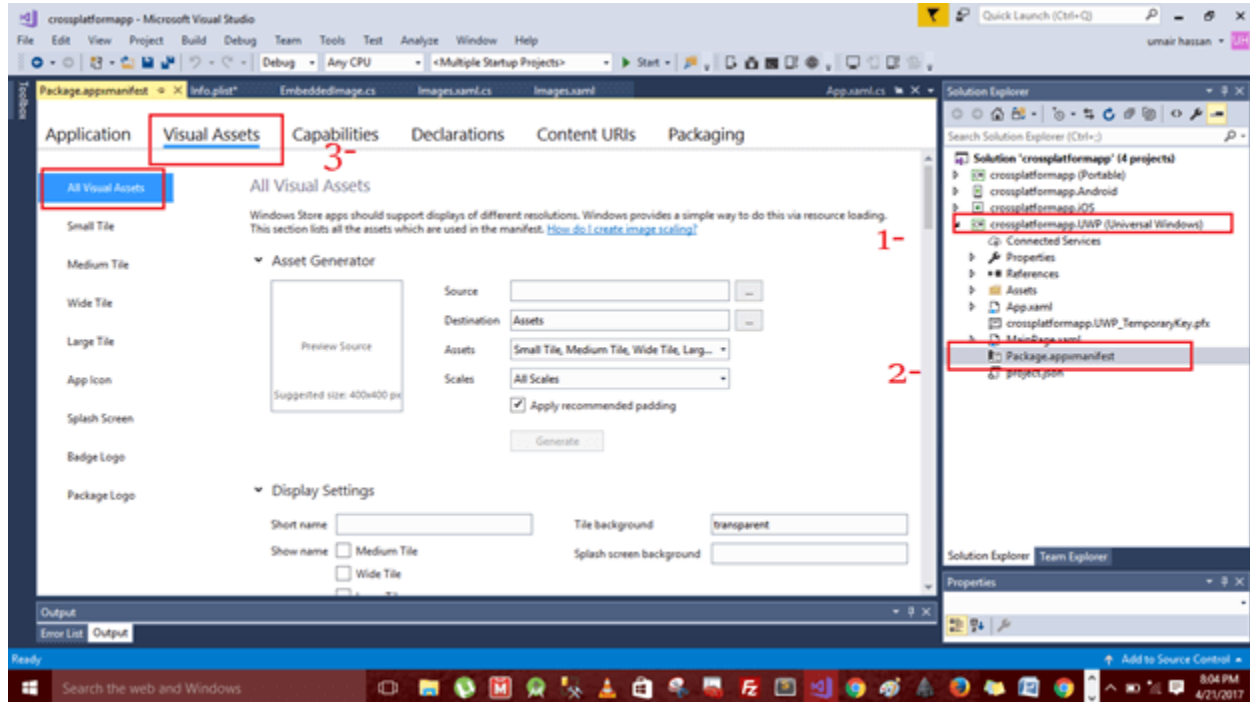 crossplatformapp - Microsoft Visual Studio
Quick Launch (Ctrl+Q)
File Edit View Project Build Debug Team Tools Test Analyze Window Help
umair hassan UH
Debug Any CPU <Multiple Startup Projects> Start
Toolbox
Package.appxmanifest Info.plist* EmbeddedImage.cs Images.xaml.cs Images.xaml App.xaml.cs
Application Visual Assets Capabilities Declarations Content URIs Packaging
3-
All Visual Assets
Small Tile
Medium Tile
Wide Tile
Large Tile
App Icon
Splash Screen
Badge Logo
Package Logo
All Visual Assets
Windows Store apps should support displays of different resolutions. Windows provides a simple way to do this via resource loading.
This section lists all the assets which are used in the manifest. How do I create image scaling?
Asset Generator
Preview Source
Suggested size: 400x400 px
Source ...
Destination Assets ...
Assets Small Tile, Medium Tile, Wide Tile, Larg...
Scales All Scales
Apply recommended padding
Generate
Display Settings
Short name
Tile background transparent
Show name Medium Tile
Splash screen background
Wide Tile
1-
2-
Solution Explorer
Search Solution Explorer (Ctrl+;)
Solution 'crossplatformapp' (4 projects)
crossplatformapp (Portable)
crossplatformapp.Android
crossplatformapp.iOS
crossplatformapp.UWP (Universal Windows)
Connected Services
Properties
References
Assets
App.xaml
crossplatformapp.UWP_TemporaryKey.pfx
MainPage.xaml
Package.appxmanifest
project.json
Solution Explorer Team Explorer
Properties
Output
Error List Output
Ready
Add to Source Control
Search the web and Windows
8:04 PM
4/21/2017